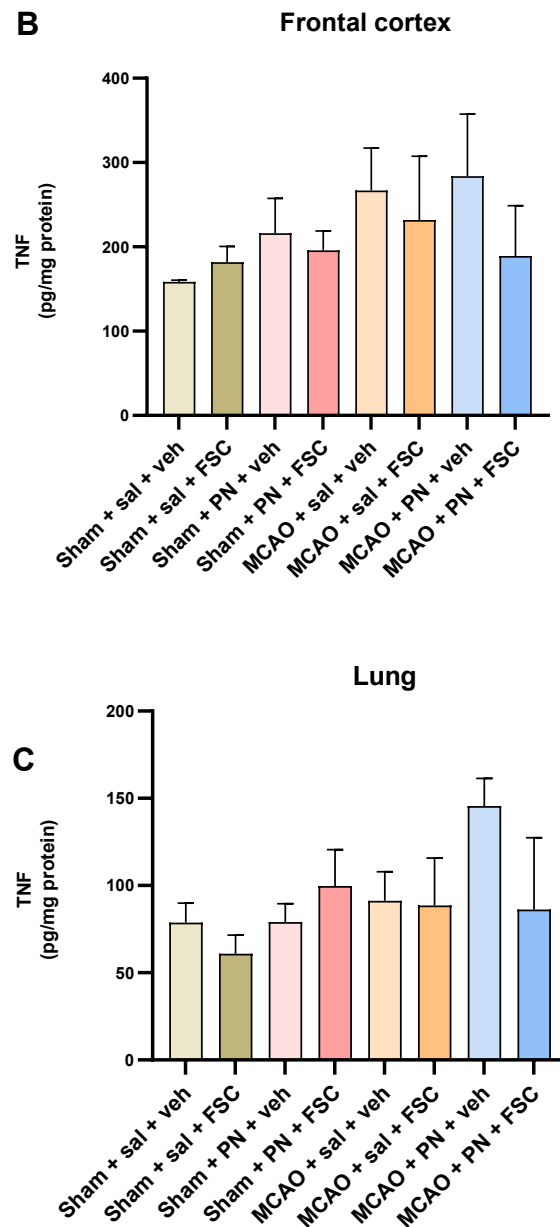 B
Frontal cortex
400
300
200
100
0
TNF
(pg/mg protein)
Sham + sal + veh
Sham + sal + FSC
Sham + PN + veh
Sham + PN + FSC
MCAO + sal + veh
MCAO + sal + FSC
MCAO + PN + veh
MCAO + PN + FSC
Lung
C
200
150
100
50
0
TNF
(pg/mg protein)
Sham + sal + veh
Sham + sal + FSC
Sham + PN + veh
Sham + PN + FSC
MCAO + sal + veh
MCAO + sal + FSC
MCAO + PN + veh
MCAO + PN + FSC